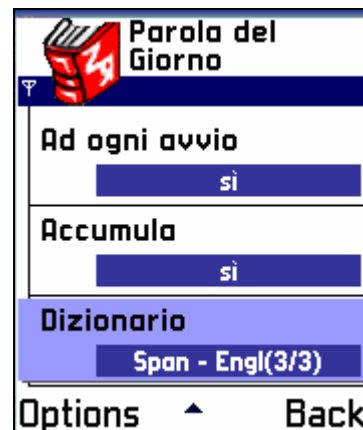 Parola del
Giorno
Ad ogni avvio
sì
Accumula
sì
Dizionario
Span - Engl(3/3)
Options Back